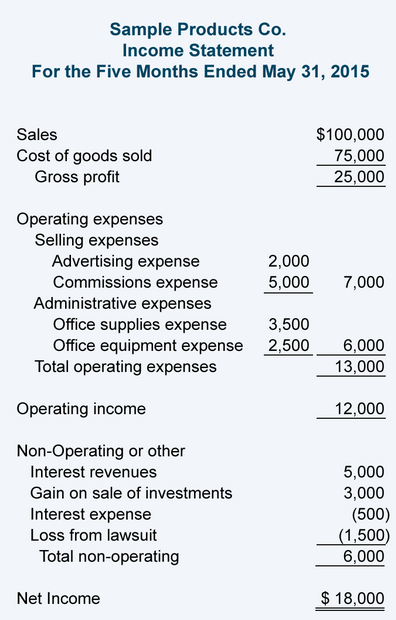 Sample Products Co.
Income Statement
For the Five Months Ended May 31, 2015
Sales $100,000
Cost of goods sold 75,000
Gross profit 25,000
Operating expenses
Selling expenses
Advertising expense 2,000
Commissions expense 5,000 7,000
Administrative expenses
Office supplies expense 3,500
Office equipment expense 2,500 6,000
Total operating expenses 13,000
Operating income 12,000
Non-Operating or other
Interest revenues 5,000
Gain on sale of investments 3,000
Interest expense (500)
Loss from lawsuit (1,500)
Total non-operating 6,000
Net Income $ 18,000